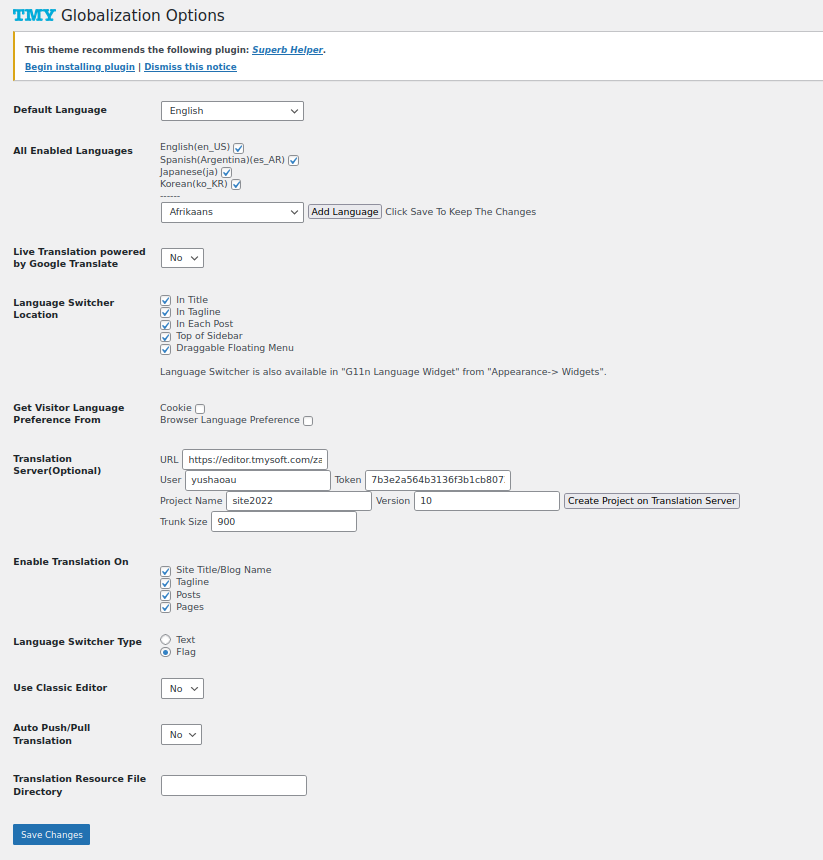 TMY Globalization Options
This theme recommends the following plugin: Superb Helper.
Begin installing plugin | Dismiss this notice
Default Language English
All Enabled Languages English(en_US)
Spanish(Argentina)(es_AR)
Japanese(ja)
Korean(ko_KR)
------
Afrikaans Add Language Click Save To Keep The Changes
Live Translation powered
by Google Translate
No
Language Switcher
Location
In Title
In Tagline
In Each Post
Top of Sidebar
Draggable Floating Menu
Language Switcher is also available in "G11n Language Widget" from "Appearance-> Widgets".
Get Visitor Language
Preference From
Cookie
Browser Language Preference
Translation
Server(Optional)
URL https://editor.tmysoft.com/za
User yushaoau Token 7b3e2a564b3136f3b1cb807.
Project Name site2022 Version 10 Create Project on Translation Server
Trunk Size 900
Enable Translation On
Site Title/Blog Name
Tagline
Posts
Pages
Language Switcher Type
Text
Flag
Use Classic Editor No
Auto Push/Pull
Translation
No
Translation Resource File
Directory
Save Changes